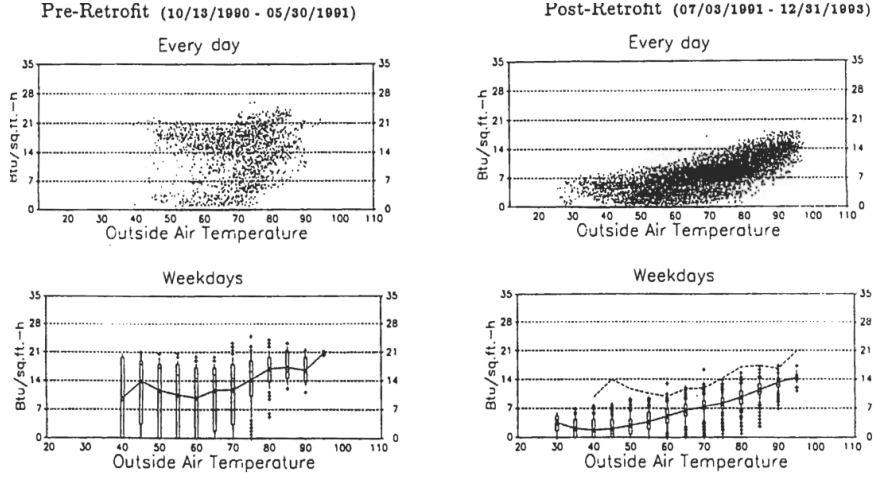 Pre-Retrofit (10/13/1990 - 05/30/1991)
Every day
35
28
21
14
7
0
35
28
21
14
7
0
Btu/sq.ft.-h
20 30 40 50 60 70 80 90 100 110
Outside Air Temperature
Post-Retrofit (07/03/1991 - 12/31/1993)
Every day
35
28
21
14
7
0
35
28
21
14
7
0
Btu/sq.ft.-h
20 30 40 50 60 70 80 90 100 110
Outside Air Temperature
Weekdays
35
28
21
14
7
0
35
28
21
14
7
0
Btu/sq.ft.-h
20 30 40 50 60 70 80 90 100 110
Outside Air Temperature
Weekdays
35
28
21
14
7
0
35
28
21
14
7
0
Btu/sq.ft.-h
20 30 40 50 60 70 80 90 100 110
Outside Air Temperature